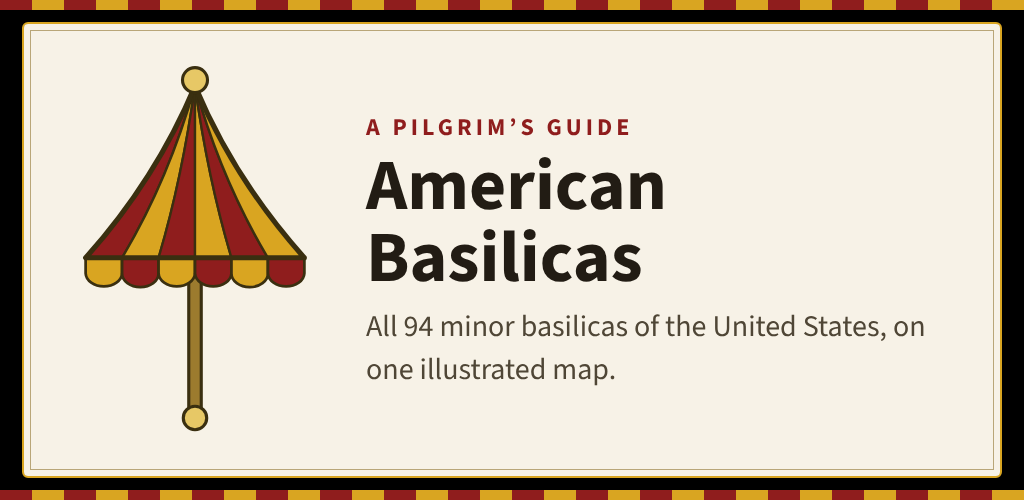 A PILGRIM’S GUIDE
American
Basilicas
All 94 minor basilicas of the United States, on
one illustrated map.